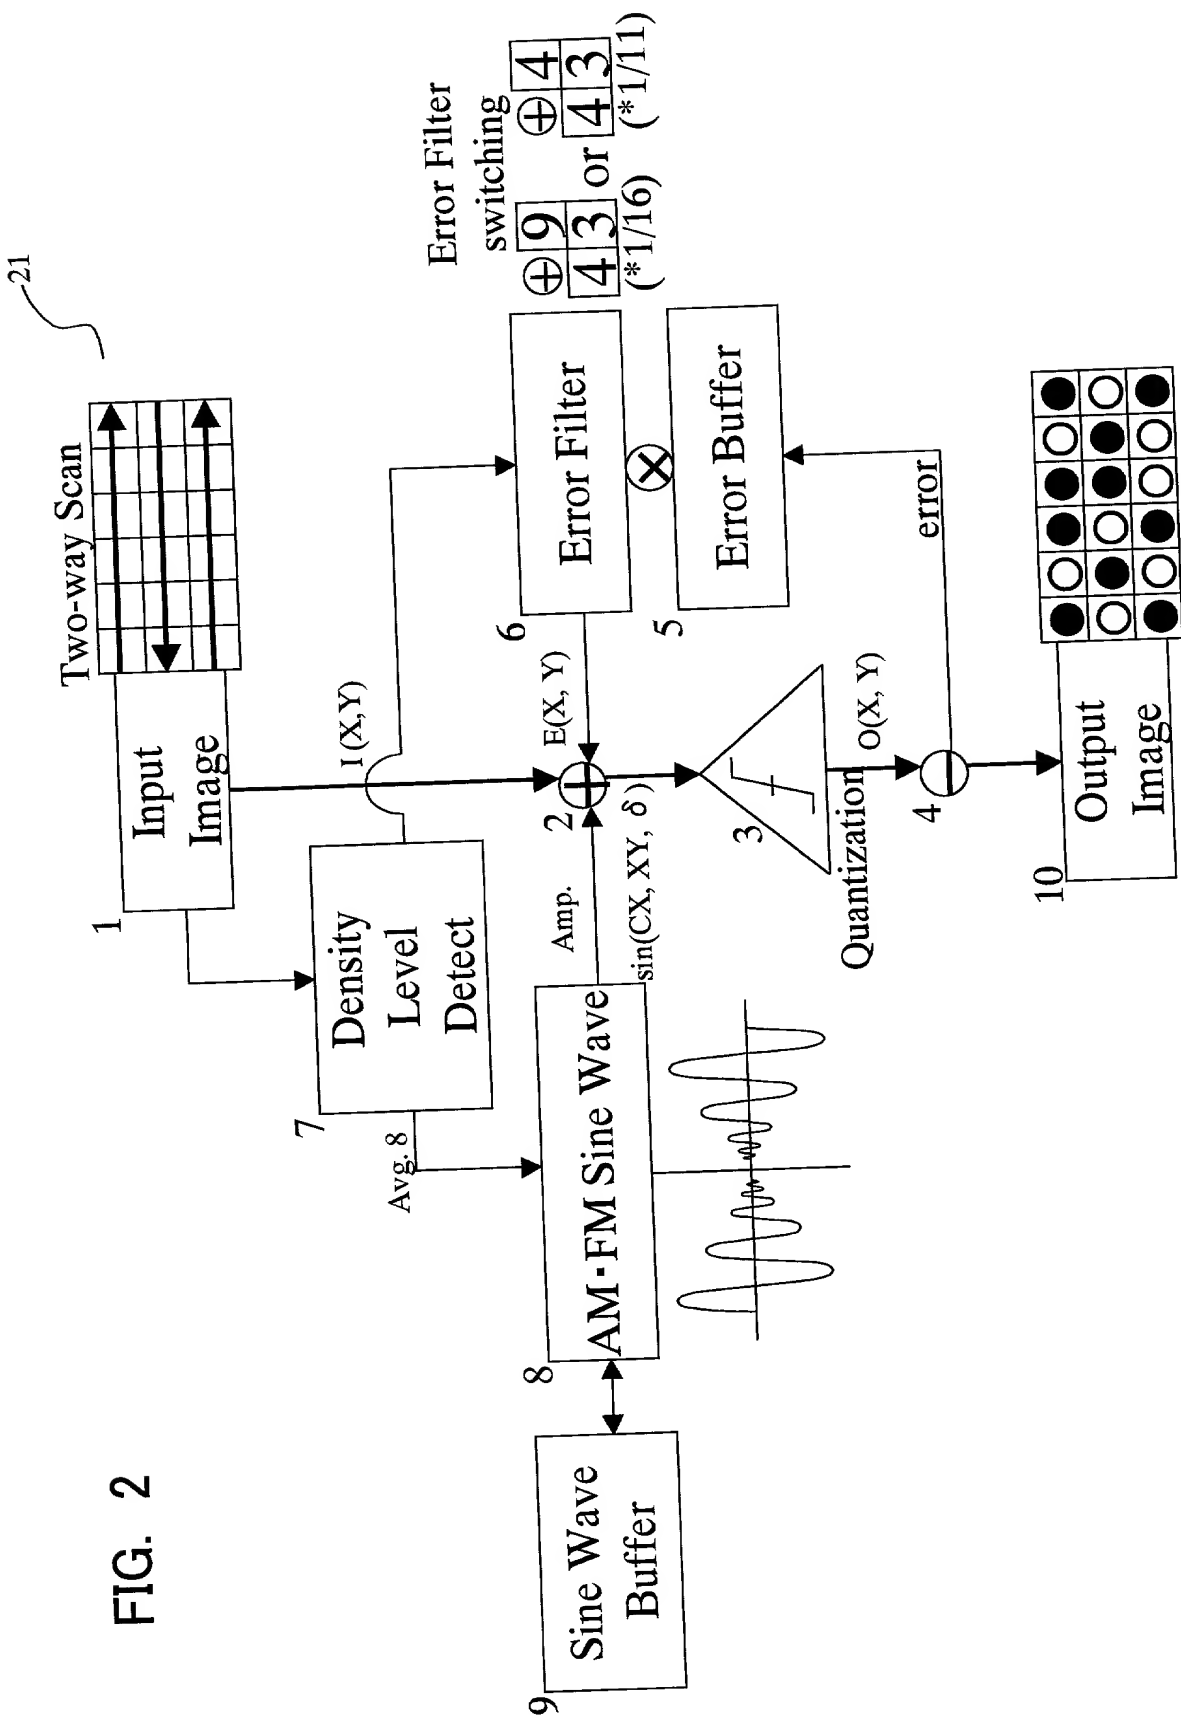 FIG. 2
21
Two-way Scan
1
Input
Image
I(X,Y)
7
Density
Level
Detect
Avg. 8
Error Filter
switching
9
4 3
(*1/16)
or
4
4 3
(*1/11)
6
Error Filter
5
Error Buffer
E(X, Y)
2
Amp.
sin(CX, XY, δ)
8
AM·FM Sine Wave
9
Sine Wave
Buffer
3
Quantization
O(X, Y)
4
error
10
Output
Image